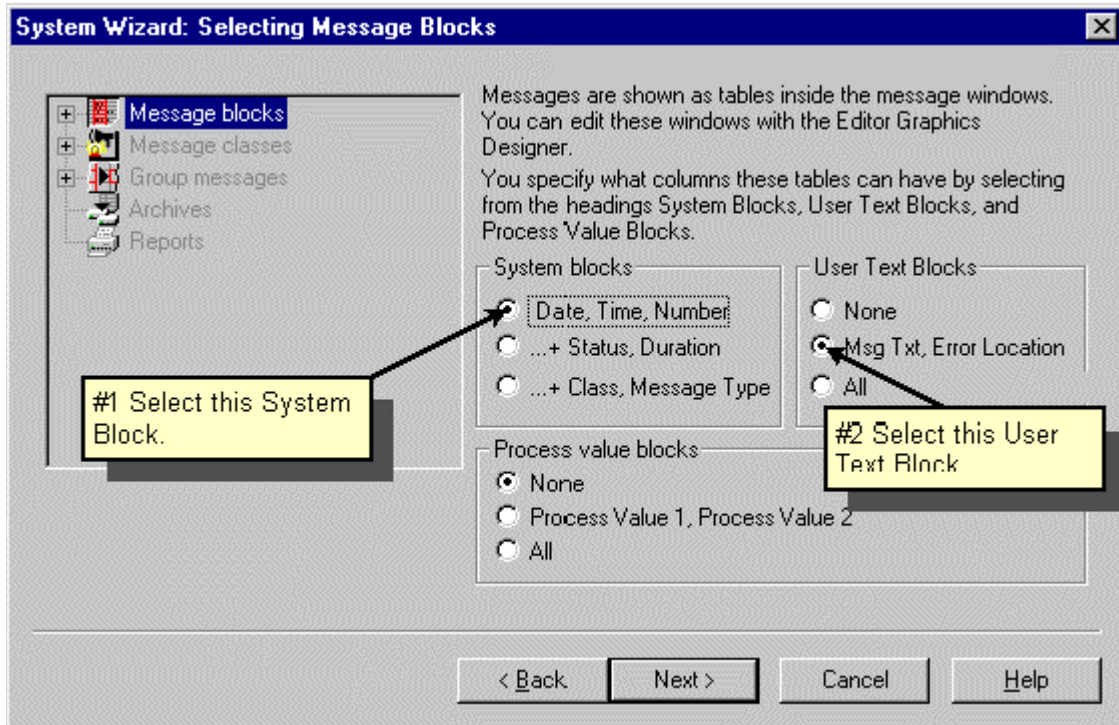 System Wizard: Selecting Message Blocks
Message blocks
Message classes
Group messages
Archives
Reports
Messages are shown as tables inside the message windows.
You can edit these windows with the Editor Graphics
Designer.
You specify what columns these tables can have by selecting
from the headings System Blocks, User Text Blocks, and
Process Value Blocks.
System blocks
Date, Time, Number
...+ Status, Duration
...+ Class, Message Type
User Text Blocks
None
Msg Txt, Error Location
All
#1 Select this System
Block.
#2 Select this User
Text Block
Process value blocks
None
Process Value 1, Process Value 2
All
< Back
Next >
Cancel
Help